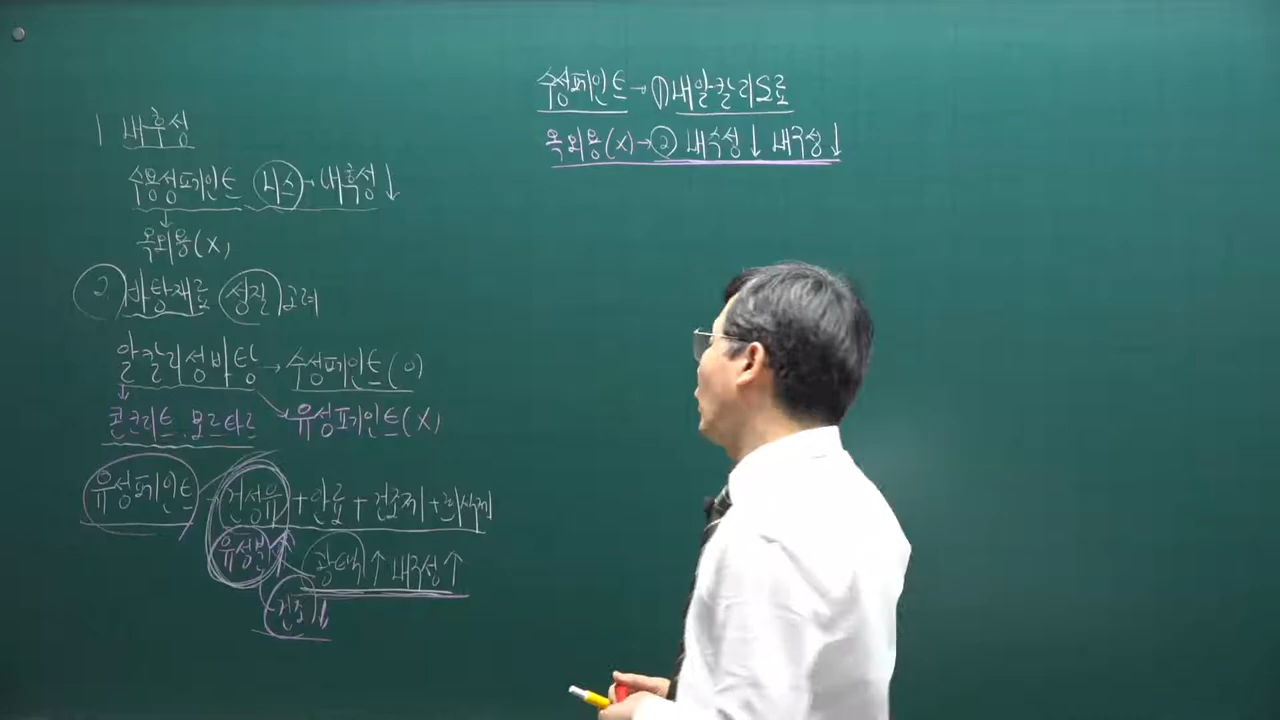 1 내후성
수용성페인트 니스→내후성↓
↓
옥외용(X)
② 바탕재료 성질 고려
알칼리성바탕→수성페인트(O)
↓
콘크리트, 모르타르 유성페인트(X)
유성페인트 건성유+안료+건조제+희석제
유성분↑ 광택↑ 내구성↑
건조↓
수성페인트→① 내알칼리도료
옥외용(X)→② 내수성↓ 내구성↓